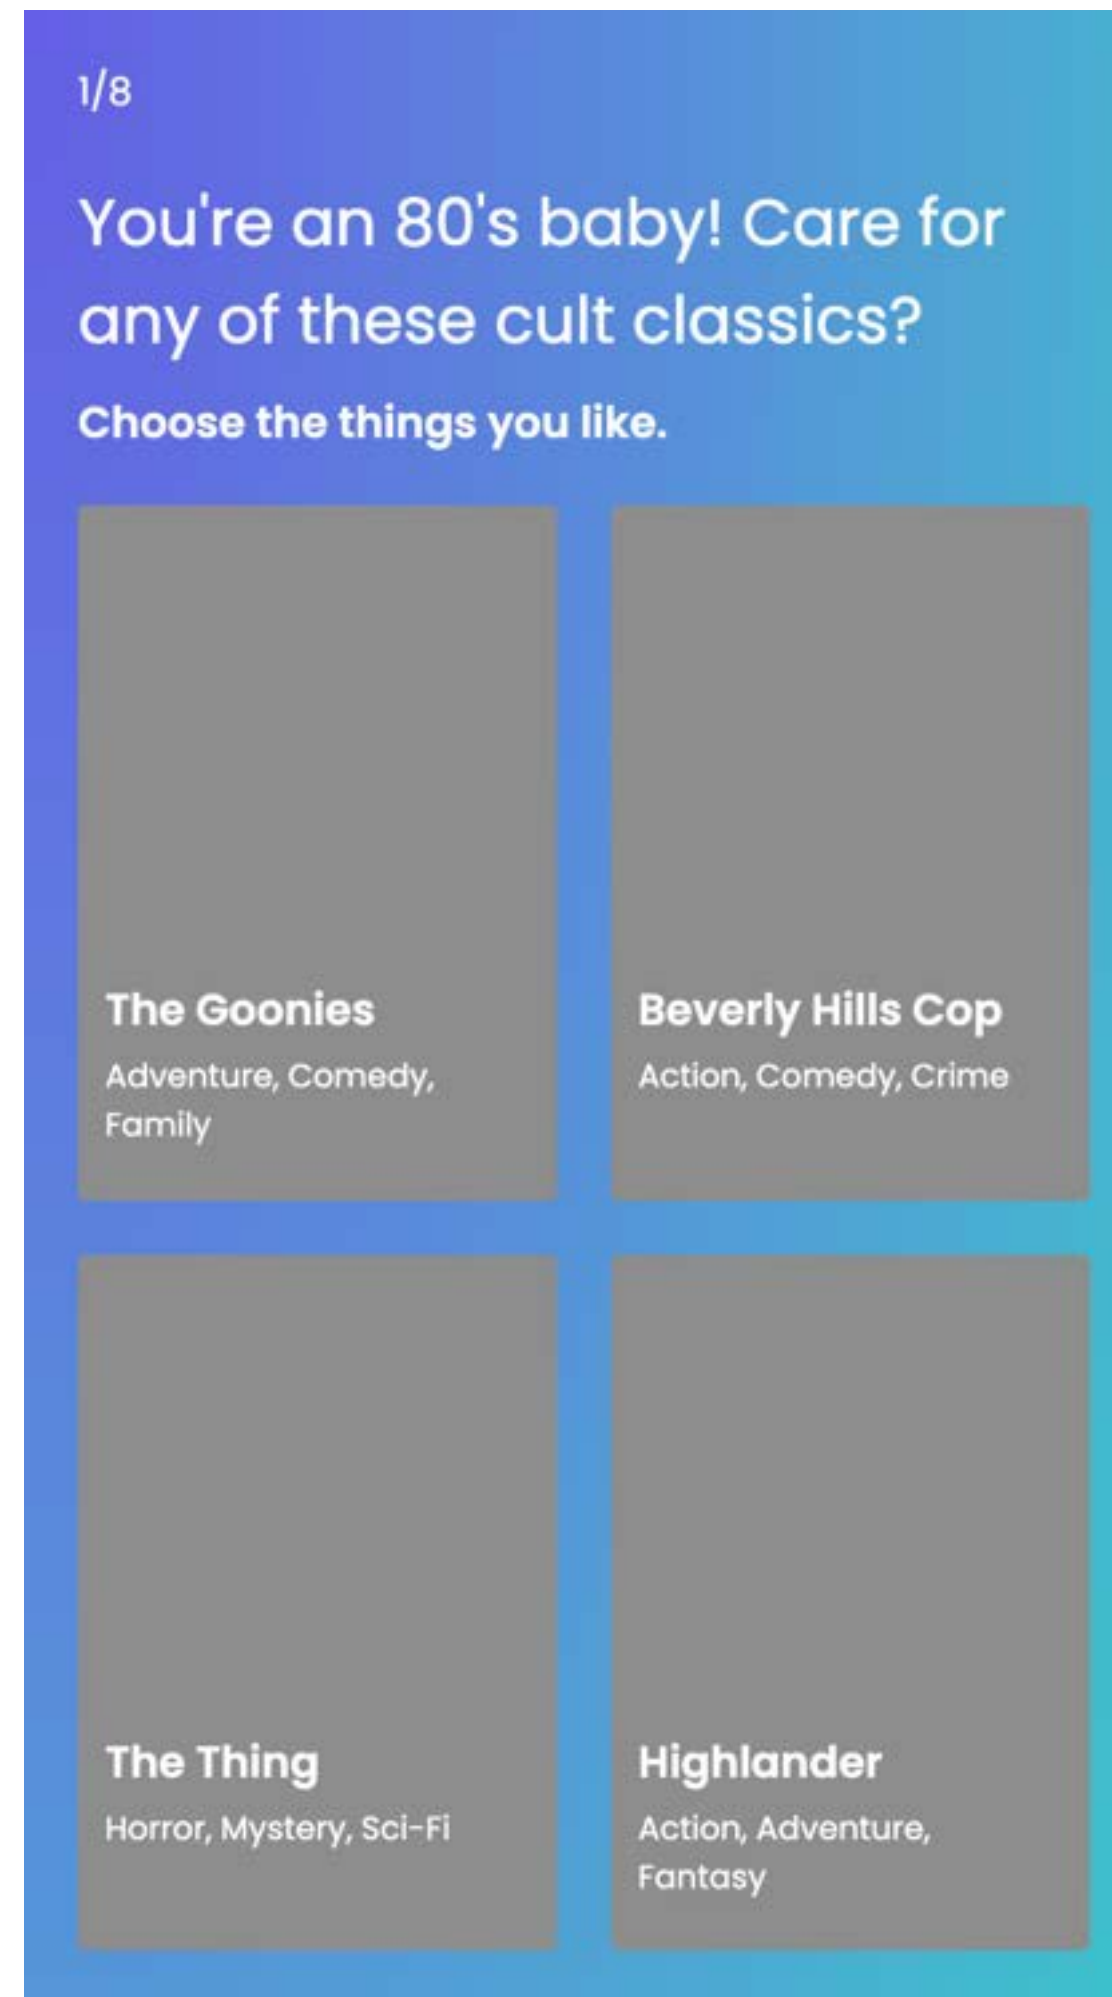 1/8
You're an 80's baby! Care for
any of these cult classics?
Choose the things you like.
The Goonies
Adventure, Comedy,
Family
Beverly Hills Cop
Action, Comedy, Crime
The Thing
Horror, Mystery, Sci-Fi
Highlander
Action, Adventure,
Fantasy